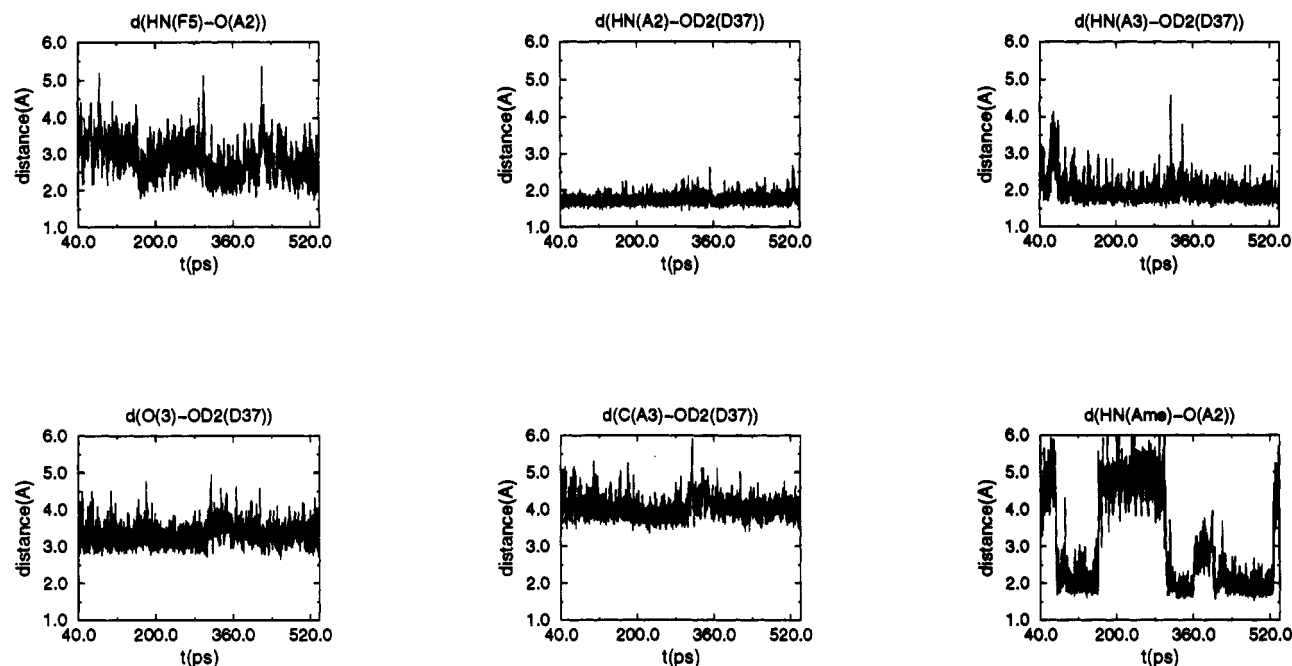 d(HN(F5)-O(A2))
6.0
5.0
4.0
3.0
2.0
1.0
distance(A)
40.0 200.0 360.0 520.0
t(ps)
d(HN(A2)-OD2(D37))
6.0
5.0
4.0
3.0
2.0
1.0
distance(A)
40.0 200.0 360.0 520.0
t(ps)
d(HN(A3)-OD2(D37))
6.0
5.0
4.0
3.0
2.0
1.0
distance(A)
40.0 200.0 360.0 520.0
t(ps)
d(O(3)-OD2(D37))
6.0
5.0
4.0
3.0
2.0
1.0
distance(A)
40.0 200.0 360.0 520.0
t(ps)
d(C(A3)-OD2(D37))
6.0
5.0
4.0
3.0
2.0
1.0
distance(A)
40.0 200.0 360.0 520.0
t(ps)
d(HN(Ame)-O(A2))
6.0
5.0
4.0
3.0
2.0
1.0
distance(A)
40.0 200.0 360.0 520.0
t(ps)